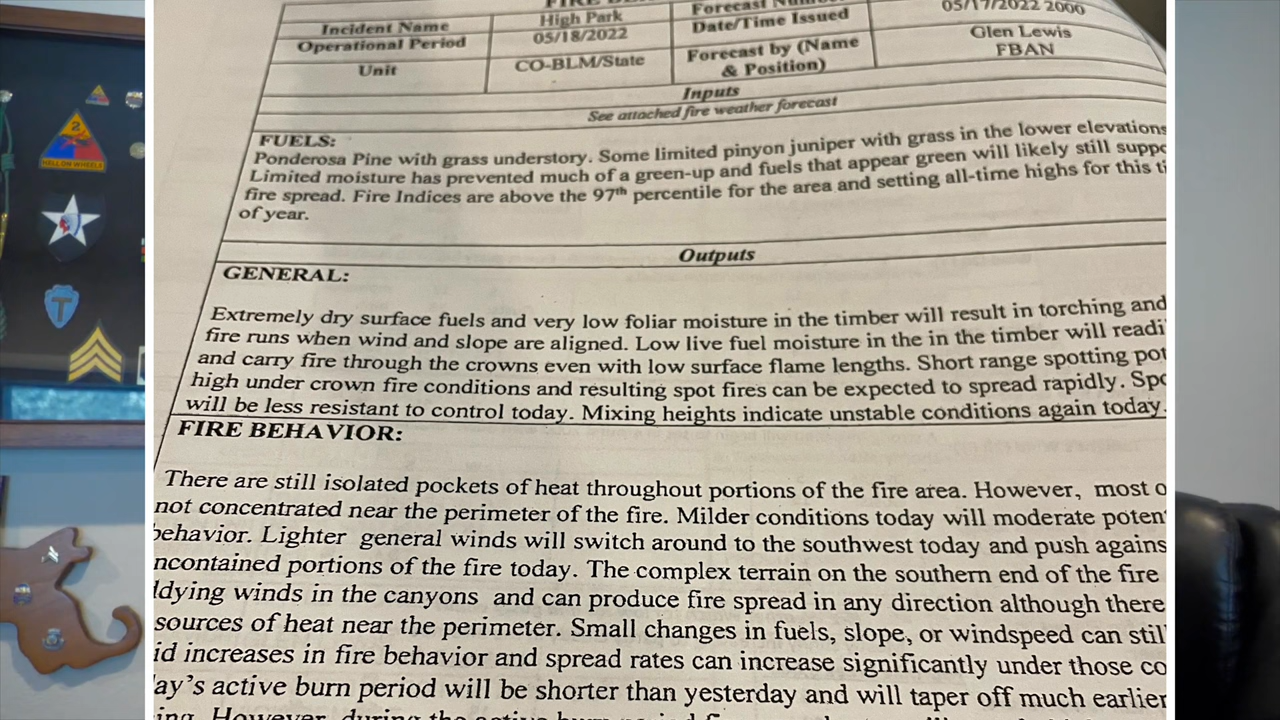 Incident Name
High Park
Forecast
05/17/2022 2000
Operational Period
05/18/2022
Date/Time Issued
Unit
CO-BLM/State
Forecast by (Name
& Position)
Glen Lewis
FBAN
Inputs
See attached fire weather forecast
FUELS:
Ponderosa Pine with grass understory. Some limited pinyon juniper with grass in the lower elevations
Limited moisture has prevented much of a green-up and fuels that appear green will likely still
fire spread. Fire Indices are above the 97th percentile for the area and setting all-time highs for this
of year.
Outputs
GENERAL:
Extremely dry surface fuels and very low foliar moisture in the timber will result in torching and
fire runs when wind and slope are aligned. Low live fuel moisture in the in the timber will
and carry fire through the crowns even with low surface flame lengths. Short range spotting
high under crown fire conditions and resulting spot fires can be expected to spread rapidly.
will be less resistant to control today. Mixing heights indicate unstable conditions again today.
FIRE BEHAVIOR:
There are still isolated pockets of heat throughout portions of the fire area. However, most
not concentrated near the perimeter of the fire. Milder conditions today will moderate
behavior. Lighter general winds will switch around to the southwest today and push
portions of the fire today. The complex terrain on the southern end of the fire
winds in the canyons and can produce fire spread in any direction although there
sources of heat near the perimeter. Small changes in fuels, slope, or windspeed can
increases in fire behavior and spread rates can increase significantly under those
active burn period will be shorter than yesterday and will taper off much earlier
However, during the active burn
2
HELL ON WHEELS
T